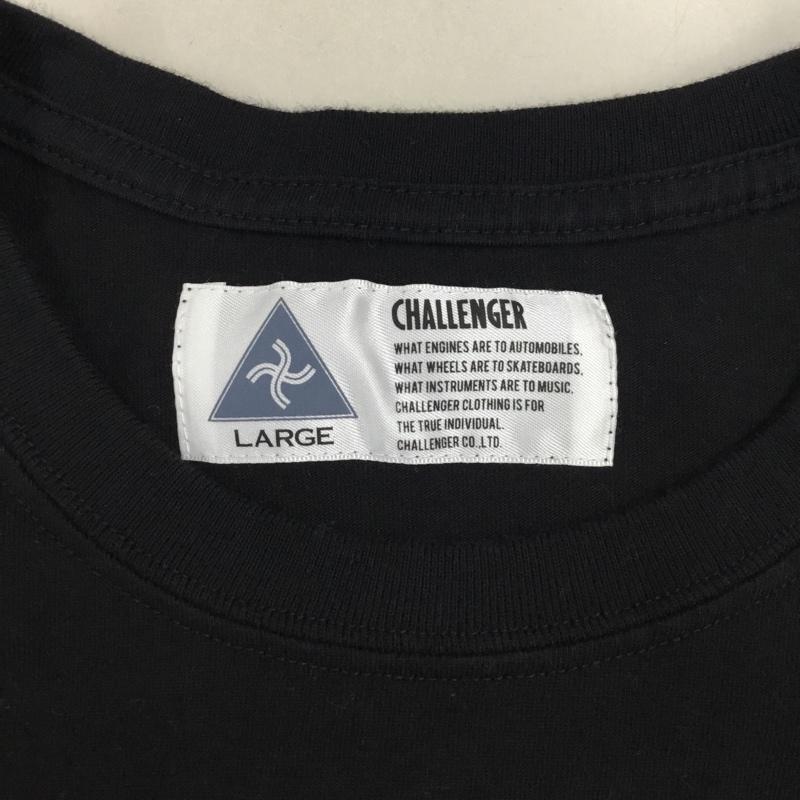 LARGE
CHALLENGER
WHAT ENGINES ARE TO AUTOMOBILES,
WHAT WHEELS ARE TO SKATEBOARDS,
WHAT INSTRUMENTS ARE TO MUSIC,
CHALLENGER CLOTHING IS FOR
THE TRUE INDIVIDUAL.
CHALLENGER CO.,LTD.